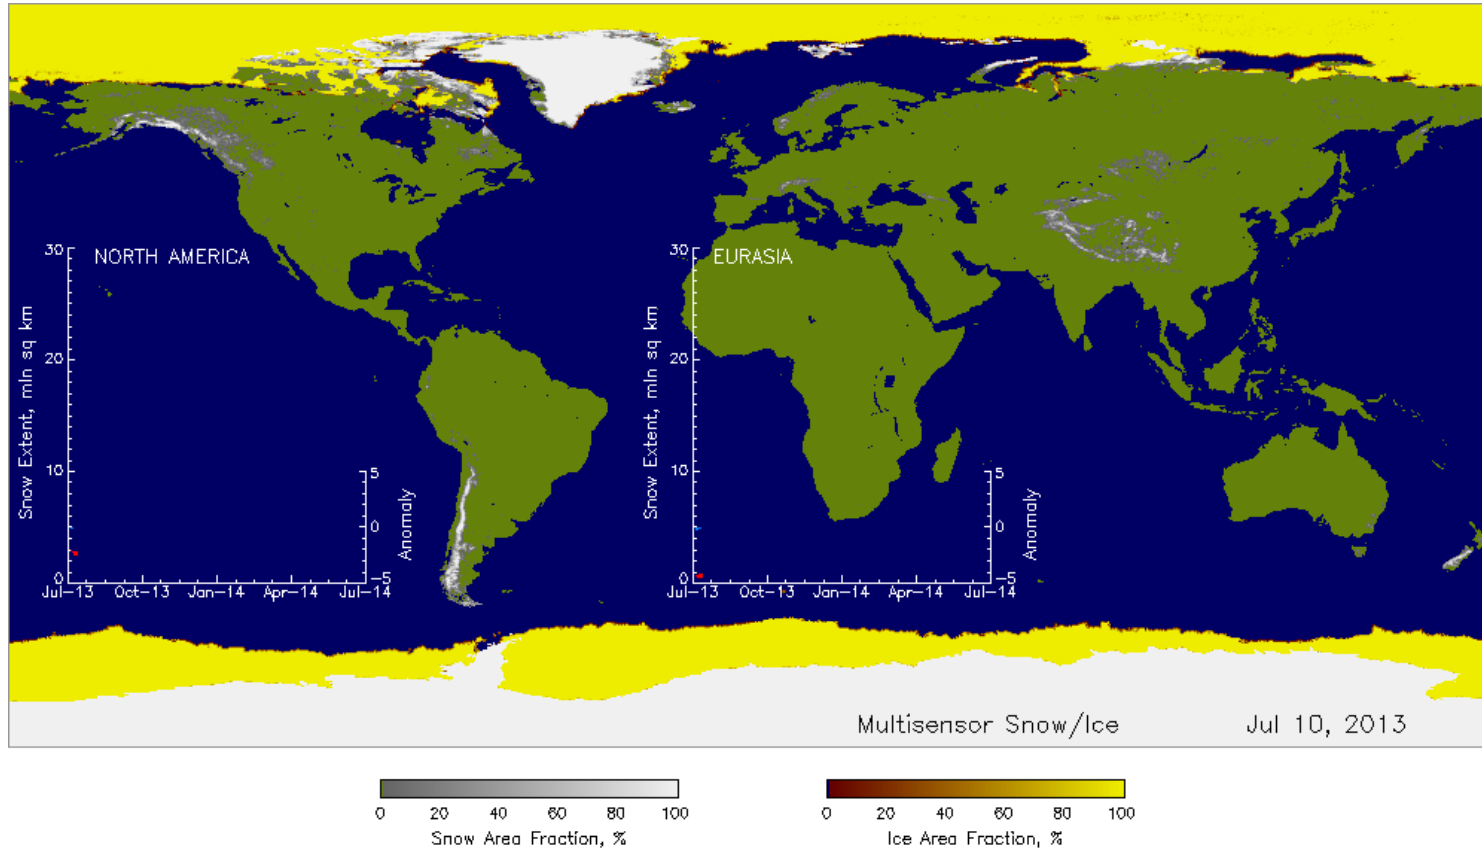 NORTH AMERICA
30
20
10
0
Snow Extent, mln sq km
Jul-13 Oct-13 Jan-14 Apr-14 Jul-14
5
0
-5
Anomaly
EURASIA
30
20
10
0
Snow Extent, mln sq km
Jul-13 Oct-13 Jan-14 Apr-14 Jul-14
5
0
-5
Anomaly
Multisensor Snow/Ice Jul 10, 2013
0 20 40 60 80 100
Snow Area Fraction, %
0 20 40 60 80 100
Ice Area Fraction, %